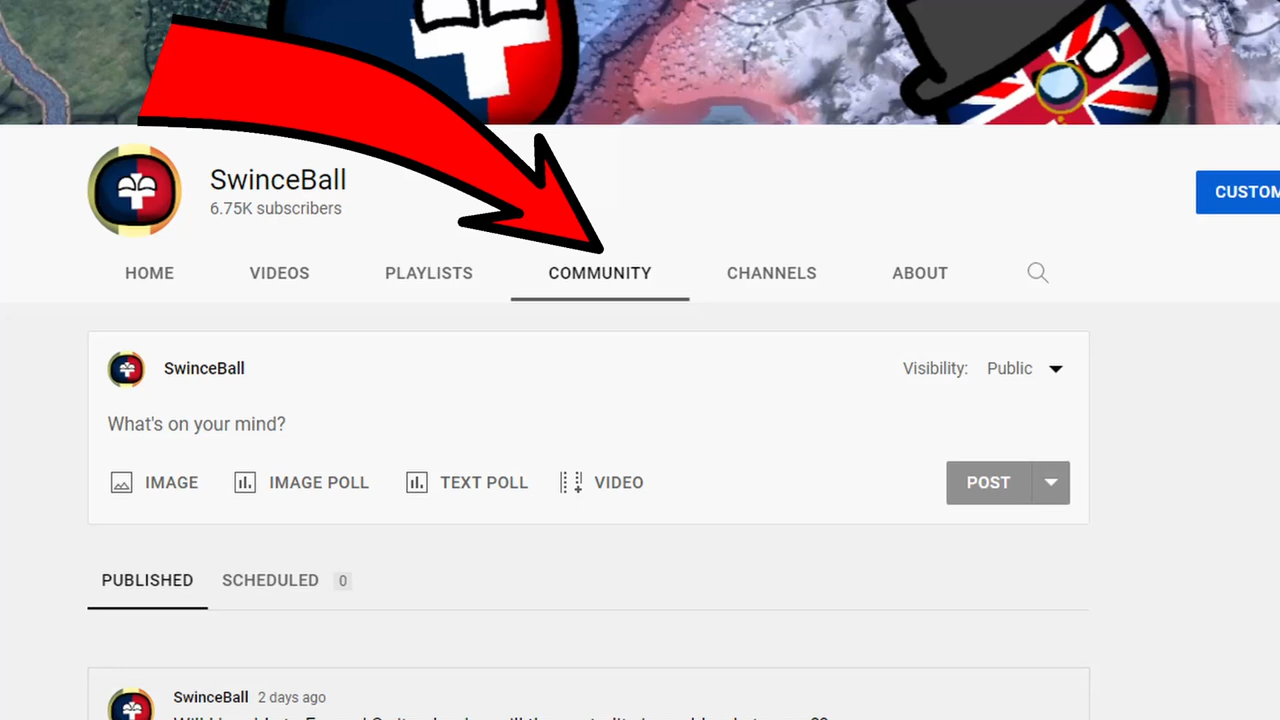 SwinceBall
6.75K subscribers
CUSTOM
HOME VIDEOS PLAYLISTS COMMUNITY CHANNELS ABOUT
SwinceBall
Visibility: Public
What's on your mind?
IMAGE IMAGE POLL TEXT POLL VIDEO
POST
PUBLISHED SCHEDULED 0
SwinceBall 2 days ago